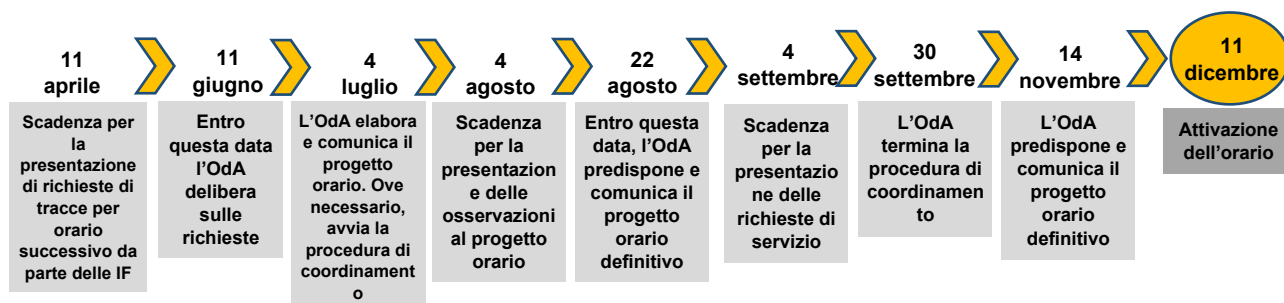 11
aprile
Scadenza per
la
presentazione
di richieste di
tracce per
orario
successivo da
parte delle IF
11
giugno
Entro
questa data
l'OdA
delibera
sulle
richieste
4
luglio
L'OdA elabora
e comunica il
progetto
orario. Ove
necessario,
avvia la
procedura di
coordinament
o
4
agosto
Scadenza
per la
presentazion
e delle
osservazioni
al progetto
orario
22
agosto
Entro questa
data, l'OdA
predispone e
comunica il
progetto
orario
definitivo
4
settembre
Scadenza
per la
presentazio
ne delle
richieste di
servizio
30
settembre
L'OdA
termina la
procedura di
coordinamen
to
14
novembre
L'OdA
predispone e
comunica il
progetto
orario
definitivo
11
dicembre
Attivazione
dell'orario